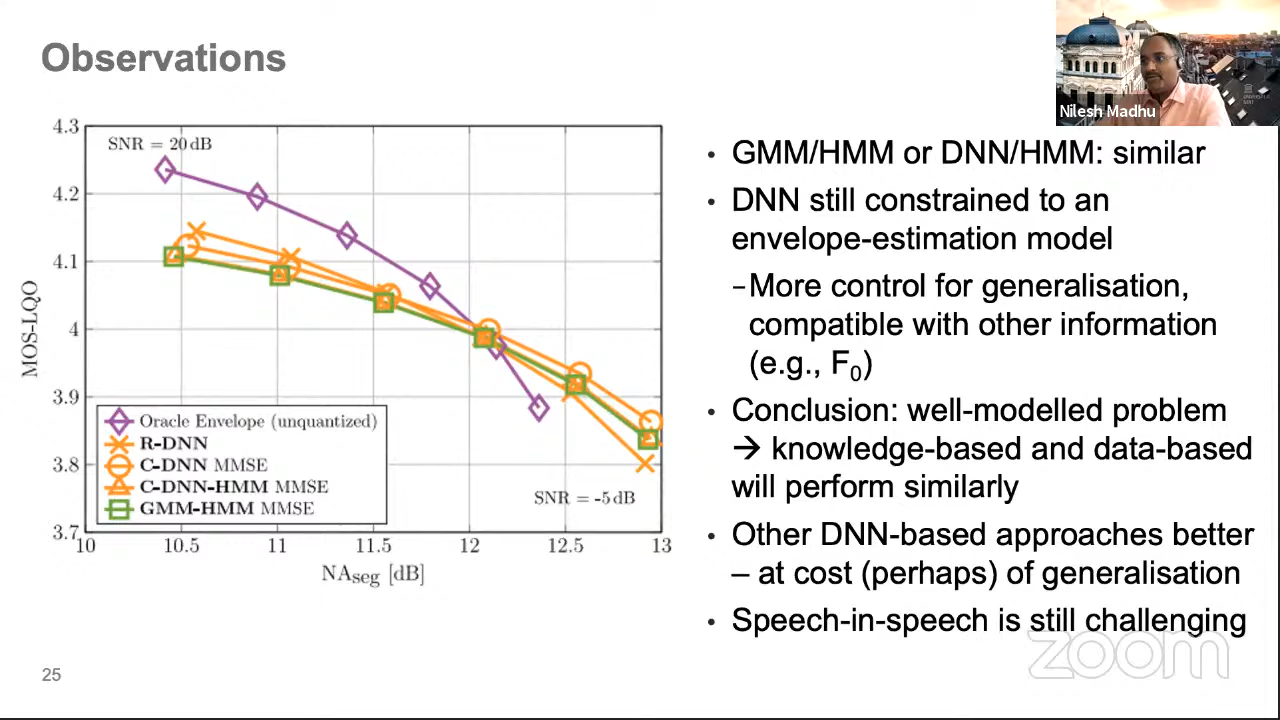 Observations
Nilesh Madhu
4.3
4.2
4.1
4
3.9
3.8
3.7
MOS-LQO
SNR = 20 dB
Oracle Envelope (unquantized)
R-DNN
C-DNN MMSE
C-DNN-HMM MMSE
GMM-HMM MMSE
SNR = -5 dB
10 10.5 11 11.5 12 12.5 13
NAseg [dB]
• GMM/HMM or DNN/HMM: similar
• DNN still constrained to an
envelope-estimation model
–More control for generalisation,
compatible with other information
(e.g., F0)
• Conclusion: well-modelled problem
→ knowledge-based and data-based
will perform similarly
• Other DNN-based approaches better
– at cost (perhaps) of generalisation
• Speech-in-speech is still challenging
zoom
25